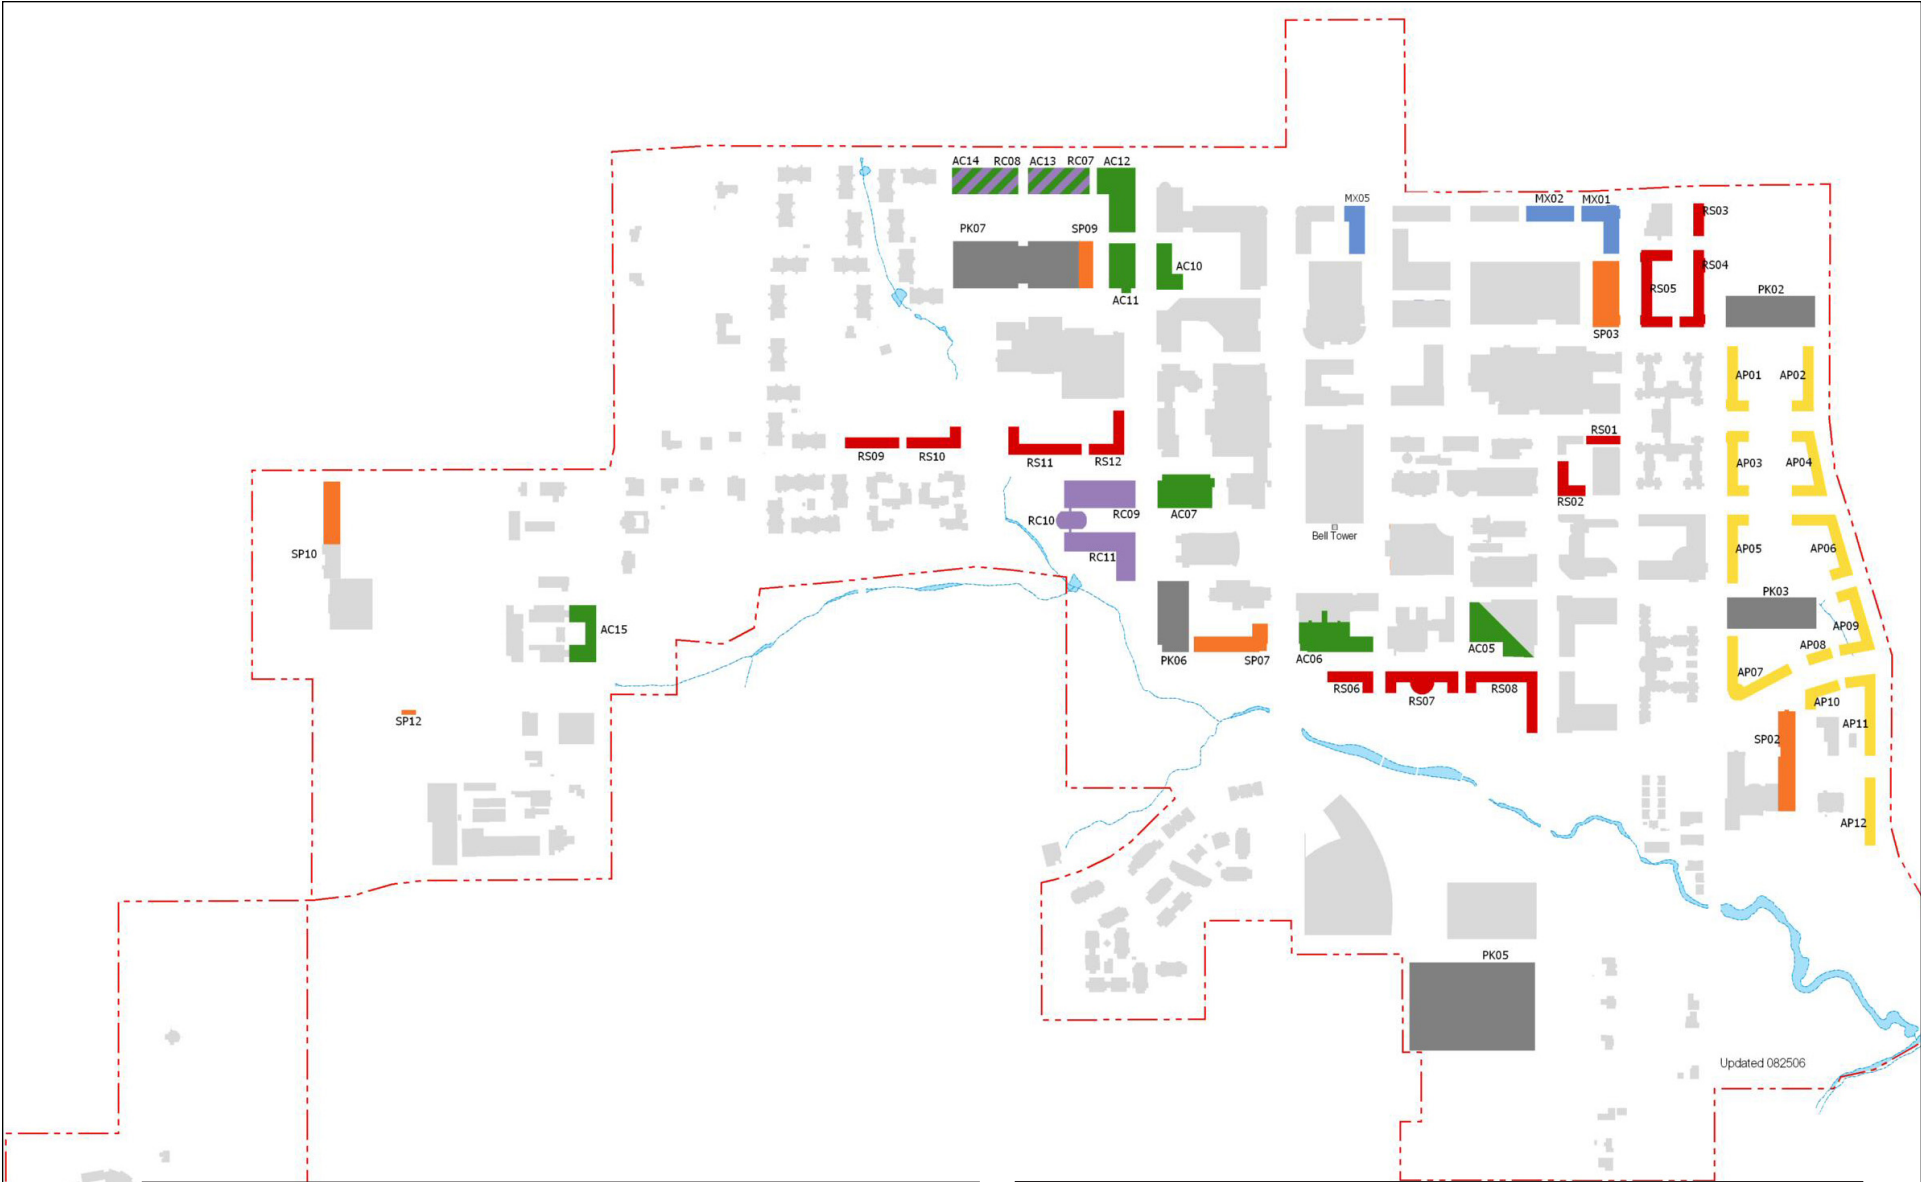 AC14 RC08 AC13 RC07 AC12
MX05 MX02 MX01
RS03
PK07 SP09
AC10
RS04
RS05
PK02
AC11
SP03
AP01 AP02
RS01
RS09 RS10 RS11 RS12
AP03 AP04
RS02
RC09 AC07
RC10
Bell Tower
SP10
RC11
AP05 AP06
PK03
AC15
AP09
AP08
PK06 SP07 AC06 AC05
AP07
RS06 RS07 RS08
AP10
SP12
AP11
SP02
AP12
PK05
Updated 082506